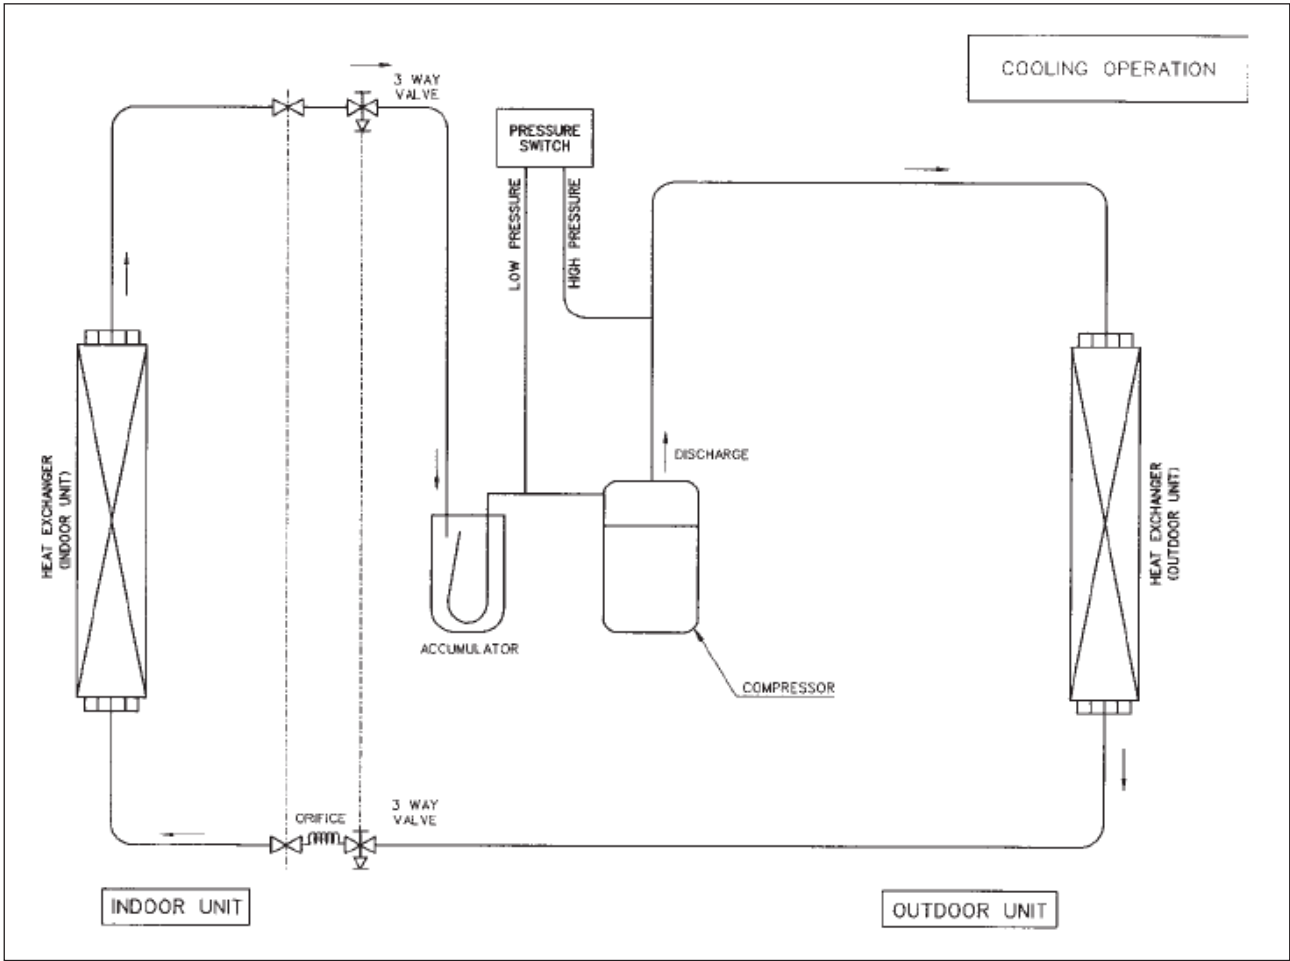 COOLING OPERATION
3 WAY
VALVE
PRESSURE
SWITCH
LOW PRESSURE
HIGH PRESSURE
DISCHARGE
HEAT EXCHANGER
(INDOOR UNIT)
HEAT EXCHANGER
(OUTDOOR UNIT)
ACCUMULATOR
COMPRESSOR
ORIFICE
3 WAY
VALVE
INDOOR UNIT
OUTDOOR UNIT